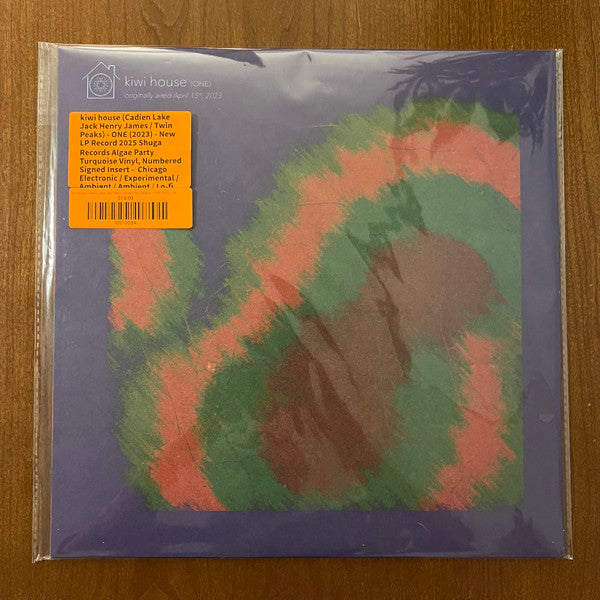 kiwi house (ONE)
originally aired April 15th, 2023
kiwi house (Cadien Lake
Jack Henry James / Twin
Peaks) - ONE (2023) - New
LP Record 2025 Shuga
Records Algae Party
Turquoise Vinyl, Numbered
Signed Insert - Chicago
Electronic / Experimental /
Ambient / Ambient / Lo-fi